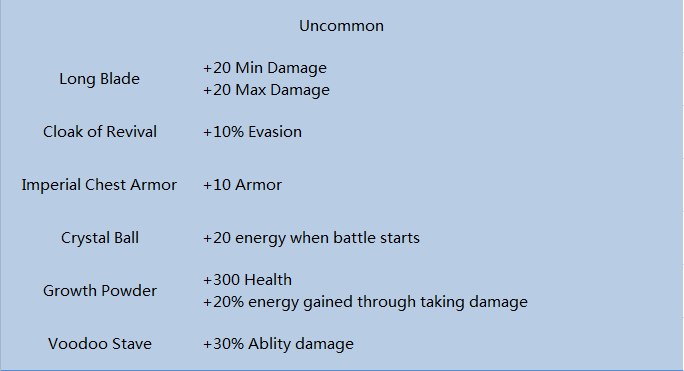 Uncommon
Long Blade
+20 Min Damage
+20 Max Damage
Cloak of Revival
+10% Evasion
Imperial Chest Armor
+10 Armor
Crystal Ball
+20 energy when battle starts
Growth Powder
+300 Health
+20% energy gained through taking damage
Voodoo Stave
+30% Ablity damage